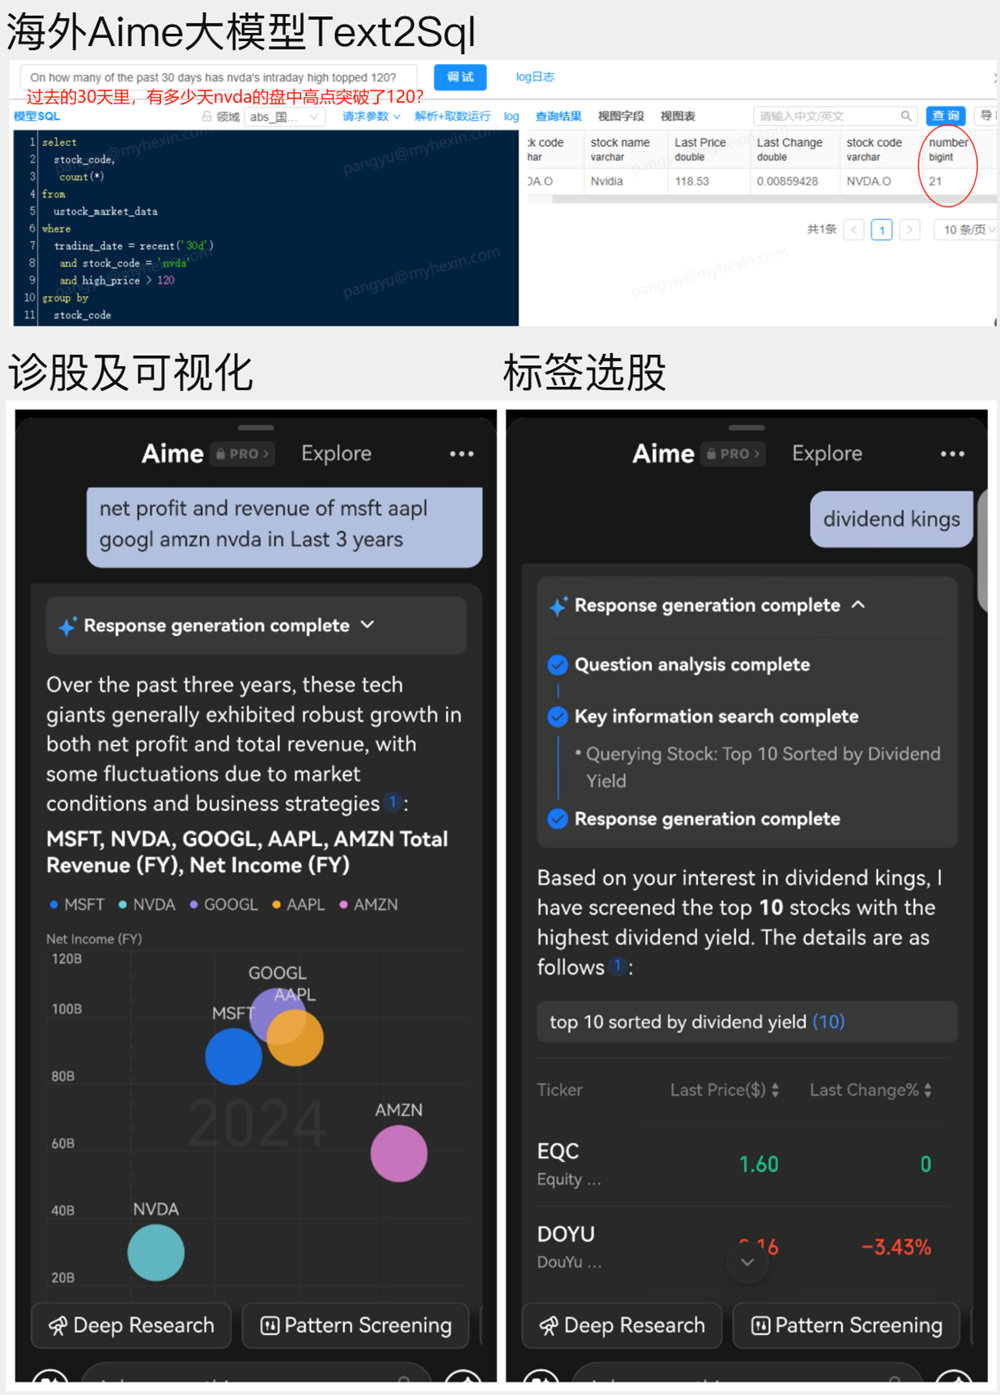 海外Aime大模型Text2Sql
On how many of the past 30 days has nvda's intraday high topped 120?
调 试
log日志
过去的30天里，有多少天nvda的盘中高点突破了120?
模型SQL
领域
abs_国...
请求参数
解析+取数运行
log
查询结果
视图字段
视图表
请输入中文/英文
查 询
导
1 select
2 stock_code,
3 count(*)
4 from
5 ustock_market_data
6 where
7 trading_date = recent('30d')
8 and stock_code = 'nvda'
9 and high_price > 120
10 group by
11 stock_code
k code
har
stock name
varchar
Last Price
double
Last Change
double
stock code
varchar
number
bigint
DA.O
Nvidia
118.53
0.00859428
NVDA.O
21
共1条
1
10 条/页
pangyu@myhexin.com
pangyu@myhexin.com
pangyu@myhexin.com
诊股及可视化
Aime
PRO
Explore
net profit and revenue of msft aapl
googl amzn nvda in Last 3 years
Response generation complete
Over the past three years, these tech
giants generally exhibited robust growth in
both net profit and total revenue, with
some fluctuations due to market
conditions and business strategies 1 :
MSFT, NVDA, GOOGL, AAPL, AMZN Total
Revenue (FY), Net Income (FY)
MSFT NVDA GOOGL AAPL AMZN
Net Income (FY)
120B
100B
80B
60B
40B
20B
GOOGL
AAPL
MSFT
2024
AMZN
NVDA
Deep Research
Pattern Screening
标签选股
Aime
PRO
Explore
dividend kings
Response generation complete
Question analysis complete
Key information search complete
• Querying Stock: Top 10 Sorted by Dividend
Yield
Response generation complete
Based on your interest in dividend kings, I
have screened the top 10 stocks with the
highest dividend yield. The details are as
follows 1 :
top 10 sorted by dividend yield (10)
Ticker
Last Price($)
Last Change%
EQC
1.60
0
Equity ...
DOYU
16
-3.43%
DouYu ...
Deep Research
Pattern Screening